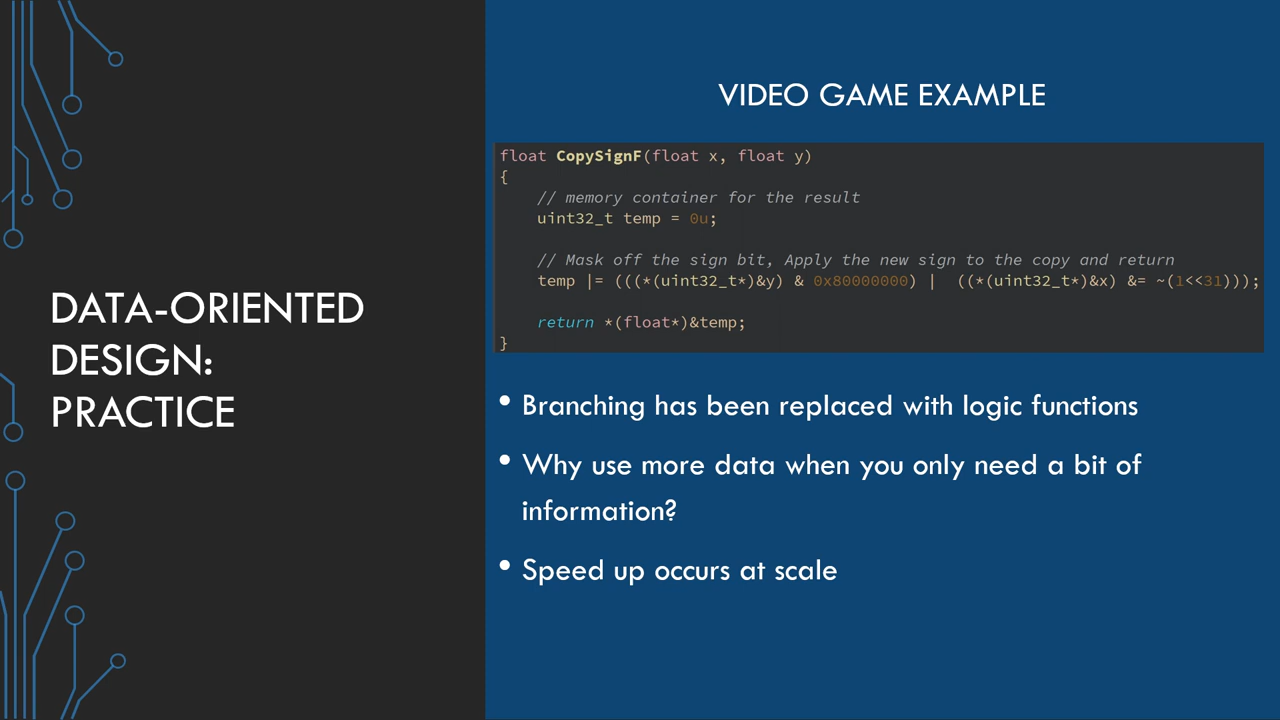 DATA-ORIENTED
DESIGN:
PRACTICE
VIDEO GAME EXAMPLE
float CopySignF(float x, float y)
{
    // memory container for the result
    uint32_t temp = 0u;

    // Mask off the sign bit, Apply the new sign to the copy and return
    temp |= (((*(uint32_t*)&y) & 0x80000000) |  ((*(uint32_t*)&x) &= ~(1<<31)));

    return *(float*)&temp;
}
• Branching has been replaced with logic functions
• Why use more data when you only need a bit of
information?
• Speed up occurs at scale